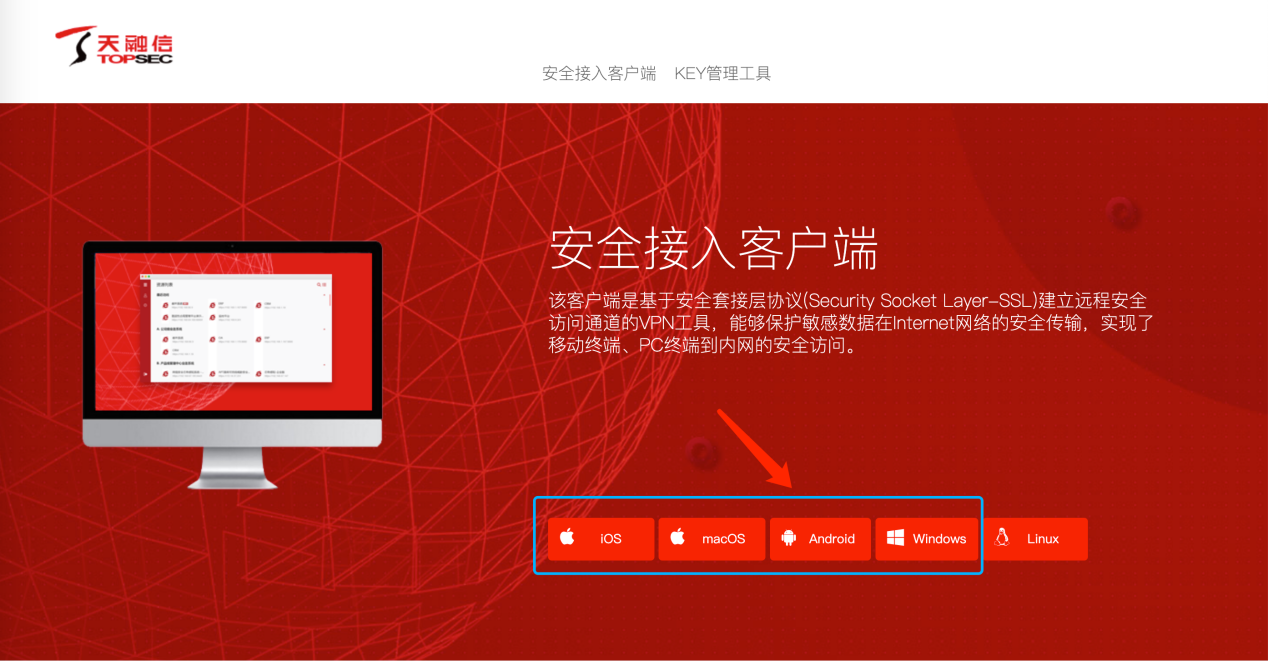 天融信
TOPSEC
安全接入客户端 KEY管理工具
安全接入客户端
该客户端是基于安全套接层协议(Security Socket Layer-SSL)建立远程安全
访问通道的VPN工具，能够保护敏感数据在Internet网络的安全传输，实现了
移动终端、PC终端到内网的安全访问。
iOS macOS Android Windows Linux